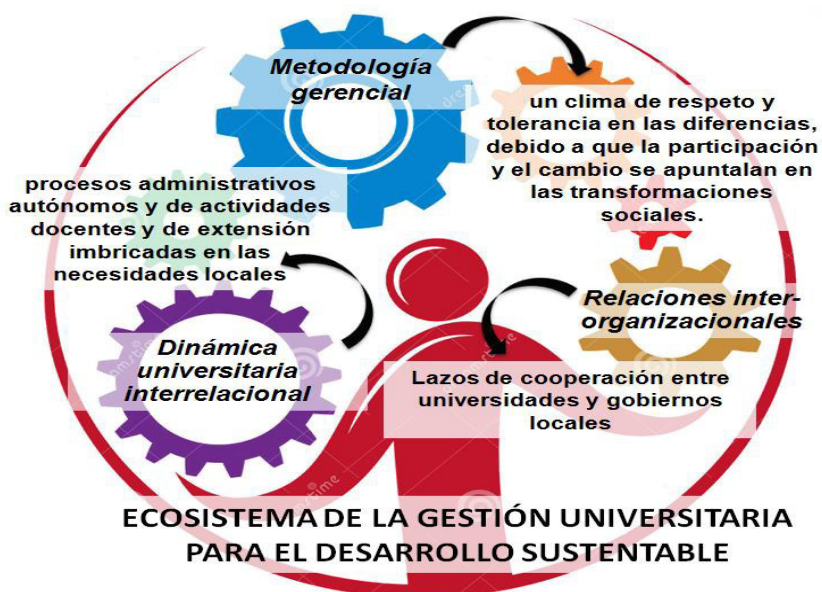 Metodología
gerencial
un clima de respeto y
tolerancia en las diferencias,
debido a que la participación
y el cambio se apuntalan en
las transformaciones
sociales.
procesos administrativos
autónomos y de actividades
docentes y de extensión
imbricadas en las
necesidades locales
Relaciones inter-
organizacionales
Dinámica
universitaria
interrelacional
Lazos de cooperación entre
universidades y gobiernos
locales
ECOSISTEMA DE LA GESTIÓN UNIVERSITARIA
PARA EL DESARROLLO SUSTENTABLE